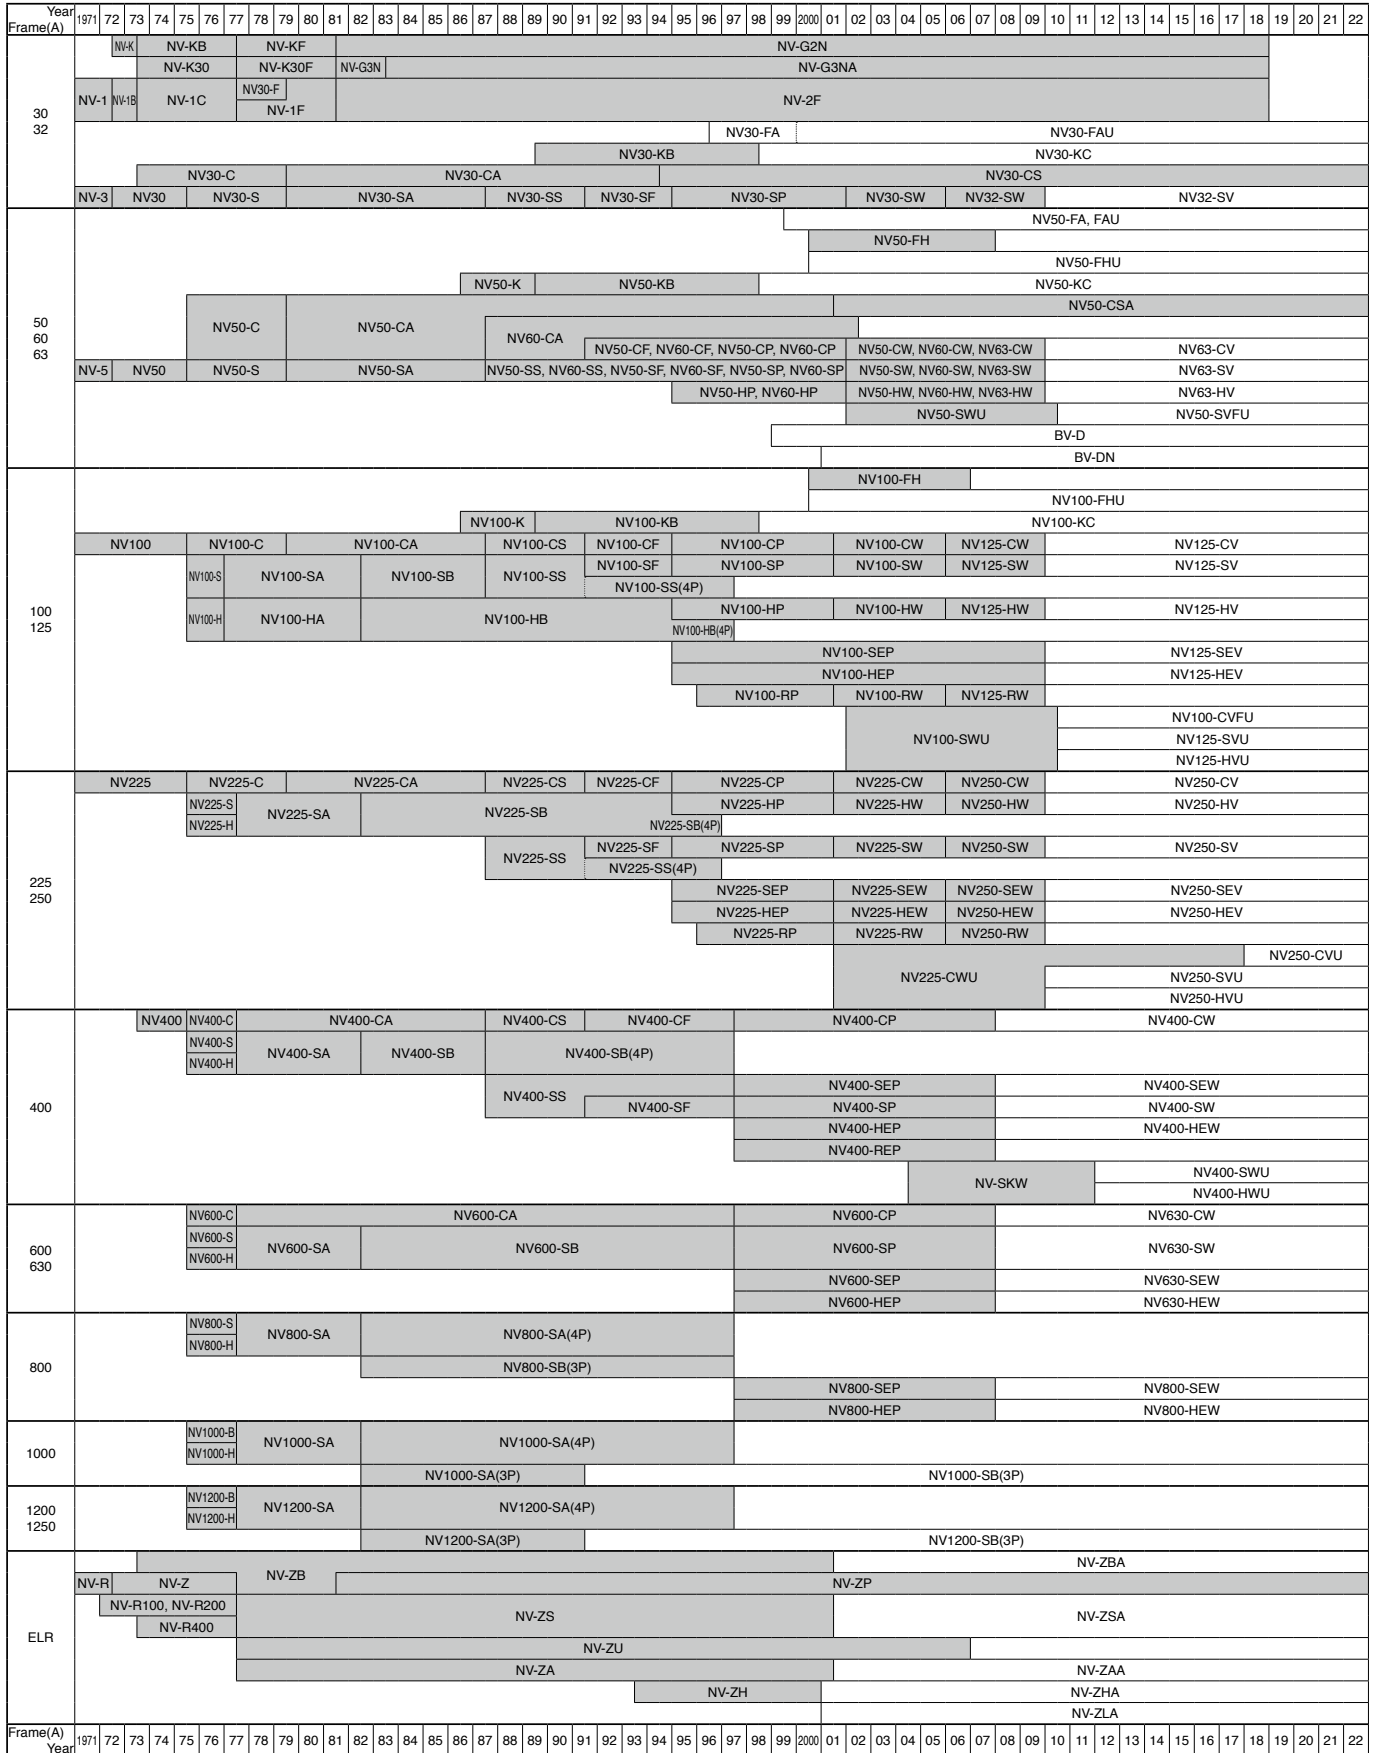 Year
Frame(A)
1971 72 73 74 75 76 77 78 79 80 81 82 83 84 85 86 87 88 89 90 91 92 93 94 95 96 97 98 99 2000 01 02 03 04 05 06 07 08 09 10 11 12 13 14 15 16 17 18 19 20 21 22
30
32
NV-K NV-KB NV-KF NV-G2N
NV-K30 NV-K30F NV-G3N NV-G3NA
NV-1 NV-1B NV-1C NV30-F NV-2F
NV-1F
NV30-FA NV30-FAU
NV30-KB NV30-KC
NV30-C NV30-CA NV30-CS
NV-3 NV30 NV30-S NV30-SA NV30-SS NV30-SF NV30-SP NV30-SW NV32-SW NV32-SV
50
60
63
NV50-FA, FAU
NV50-FH
NV50-FHU
NV50-K NV50-KB NV50-KC
NV50-C NV50-CA NV50-CSA
NV60-CA
NV50-CF, NV60-CF, NV50-CP, NV60-CP NV50-CW, NV60-CW, NV63-CW NV63-CV
NV-5 NV50 NV50-S NV50-SA NV50-SS, NV60-SS, NV50-SF, NV60-SF, NV50-SP, NV60-SP NV50-SW, NV60-SW, NV63-SW NV63-SV
NV50-HP, NV60-HP NV50-HW, NV60-HW, NV63-HW NV63-HV
NV50-SWU NV50-SVFU
BV-D
BV-DN
100
125
NV100-FH
NV100-FHU
NV100-K NV100-KB NV100-KC
NV100 NV100-C NV100-CA NV100-CS NV100-CF NV100-CP NV100-CW NV125-CW NV125-CV
NV100-S NV100-SA NV100-SB NV100-SS NV100-SF NV100-SP NV100-SW NV125-SW NV125-SV
NV100-SS(4P)
NV100-H NV100-HA NV100-HB NV100-HP NV100-HW NV125-HW NV125-HV
NV100-HB(4P)
NV100-SEP NV125-SEV
NV100-HEP NV125-HEV
NV100-RP NV100-RW NV125-RW
NV100-SWU NV100-CVFU
NV125-SVU
NV125-HVU
225
250
NV225 NV225-C NV225-CA NV225-CS NV225-CF NV225-CP NV225-CW NV250-CW NV250-CV
NV225-S NV225-SA NV225-SB NV225-HP NV225-HW NV250-HW NV250-HV
NV225-H NV225-SB(4P)
NV225-SS NV225-SF NV225-SP NV225-SW NV250-SW NV250-SV
NV225-SS(4P)
NV225-SEP NV225-SEW NV250-SEW NV250-SEV
NV225-HEP NV225-HEW NV250-HEW NV250-HEV
NV225-RP NV225-RW NV250-RW
NV225-CWU NV250-CVU
NV250-SVU
NV250-HVU
400
NV400 NV400-C NV400-CA NV400-CS NV400-CF NV400-CP NV400-CW
NV400-S NV400-SA NV400-SB NV400-SB(4P)
NV400-H
NV400-SS NV400-SEP NV400-SEW
NV400-SF NV400-SP NV400-SW
NV400-HEP NV400-HEW
NV400-REP
NV-SKW NV400-SWU
NV400-HWU
600
630
NV600-C NV600-CA NV600-CP NV630-CW
NV600-S NV600-SA NV600-SB NV600-SP NV630-SW
NV600-H
NV600-SEP NV630-SEW
NV600-HEP NV630-HEW
800
NV800-S NV800-SA NV800-SA(4P)
NV800-H
NV800-SB(3P)
NV800-SEP NV800-SEW
NV800-HEP NV800-HEW
1000
NV1000-B NV1000-SA NV1000-SA(4P)
NV1000-H
NV1000-SA(3P) NV1000-SB(3P)
1200
1250
NV1200-B NV1200-SA NV1200-SA(4P)
NV1200-H
NV1200-SA(3P) NV1200-SB(3P)
ELR
NV-ZB NV-ZBA
NV-R NV-Z NV-ZP
NV-R100, NV-R200 NV-ZS NV-ZSA
NV-R400
NV-ZU
NV-ZA NV-ZAA
NV-ZH NV-ZHA
NV-ZLA
Frame(A)
Year
1971 72 73 74 75 76 77 78 79 80 81 82 83 84 85 86 87 88 89 90 91 92 93 94 95 96 97 98 99 2000 01 02 03 04 05 06 07 08 09 10 11 12 13 14 15 16 17 18 19 20 21 22